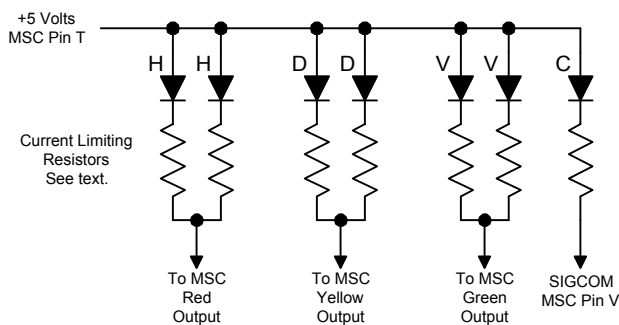 +5 Volts
MSC Pin T
H H D D V V C
Current Limiting
Resistors
See text.
To MSC
Red
Output
To MSC
Yellow
Output
To MSC
Green
Output
SIGCOM
MSC Pin V